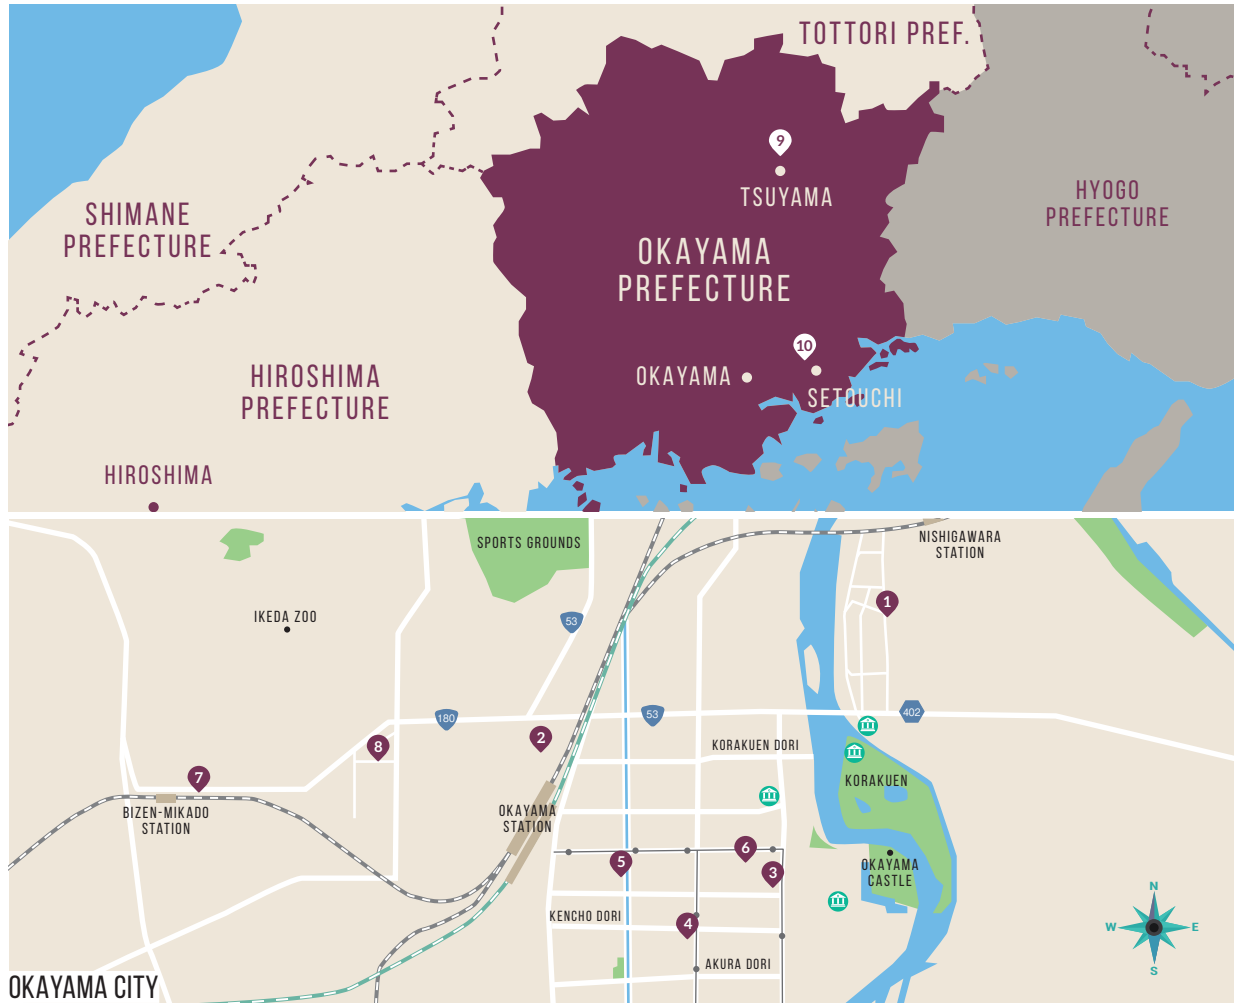 TOTTORI PREF.
9
TSUYAMA
HYOGO
PREFECTURE
SHIMANE
PREFECTURE
OKAYAMA
PREFECTURE
10
OKAYAMA
SETOUCHI
HIROSHIMA
PREFECTURE
HIROSHIMA
SPORTS GROUNDS
NISHIGAWARA
STATION
IKEDA ZOO
53
1
180
53
402
2
8
KORAKUEN DORI
7
KORAKUEN
BIZEN-MIKADO
STATION
OKAYAMA
STATION
5
6
3
OKAYAMA
CASTLE
KENCHO DORI
4
AKURA DORI
N
W
E
S
OKAYAMA CITY